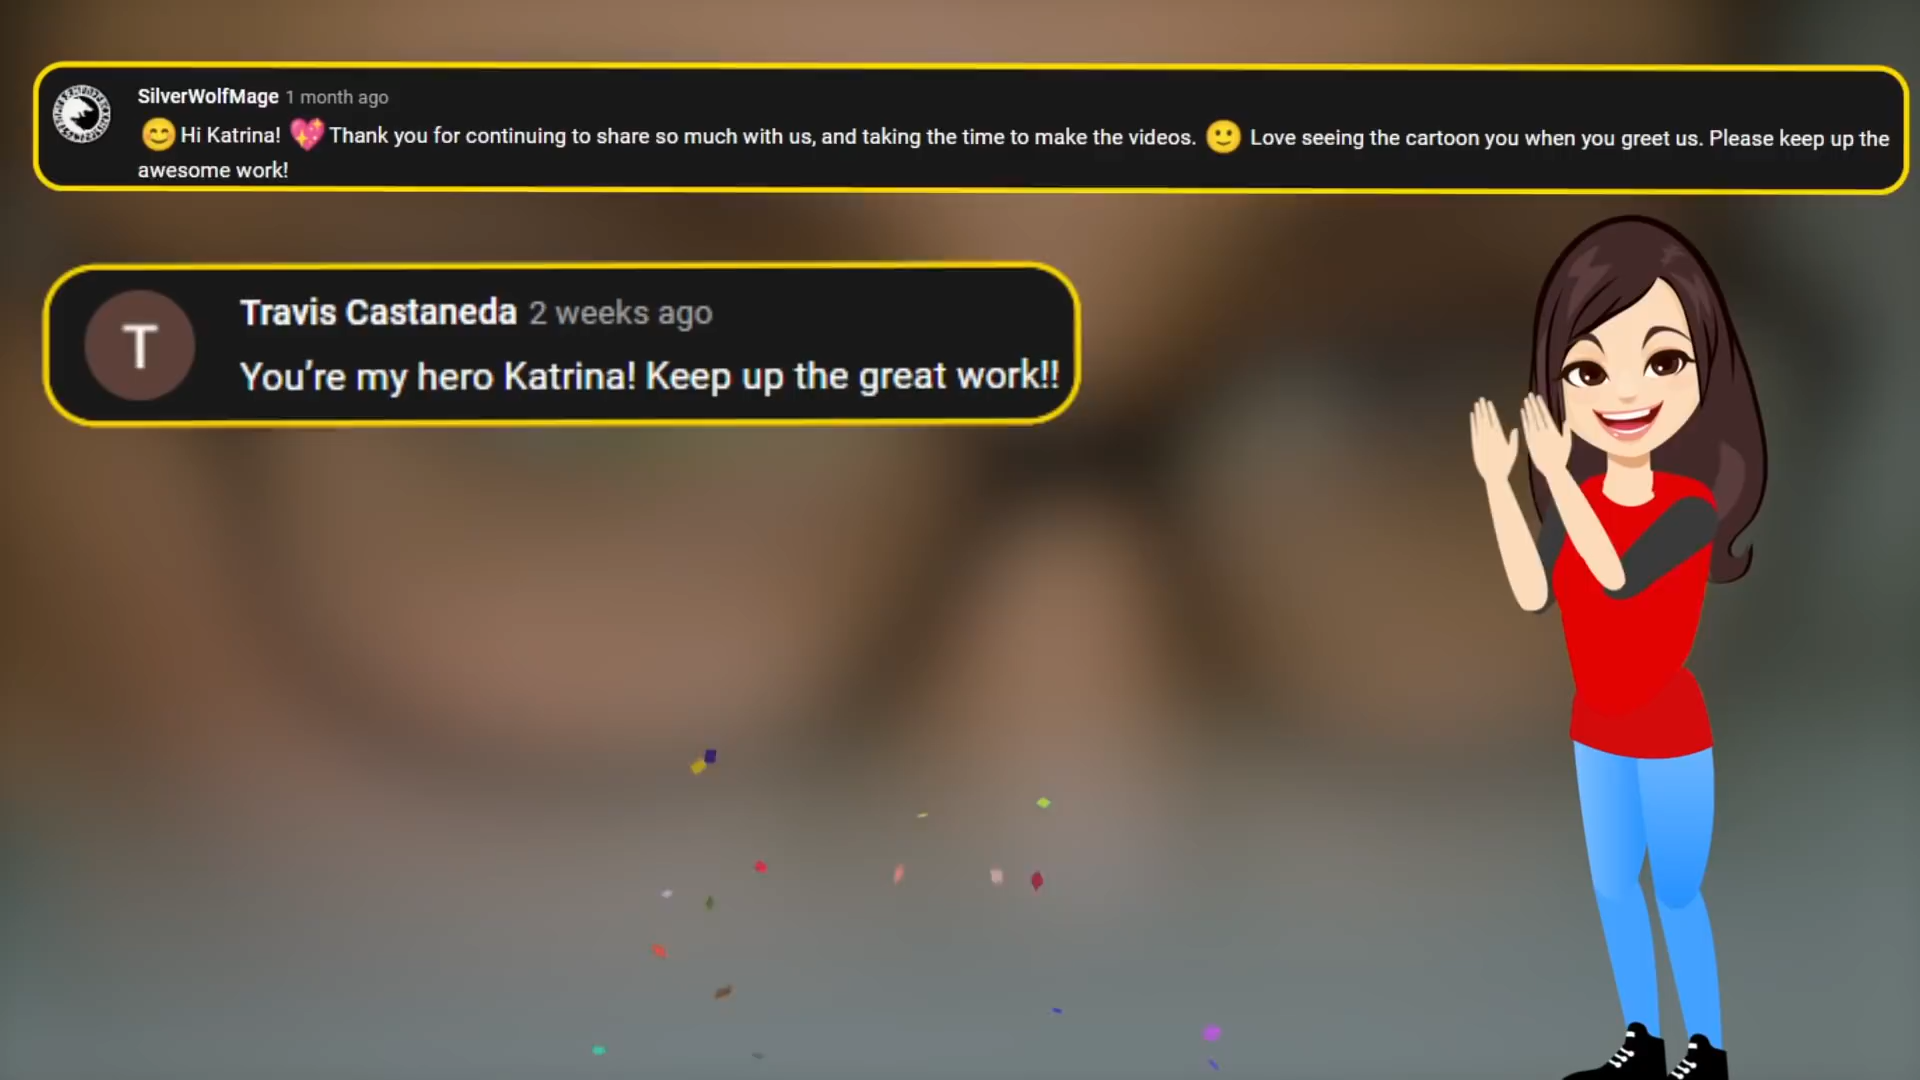 SilverWolfMage 1 month ago
😊 Hi Katrina! 💖 Thank you for continuing to share so much with us, and taking the time to make the videos. 🙂 Love seeing the cartoon you when you greet us. Please keep up the
awesome work!
T
Travis Castaneda 2 weeks ago
You’re my hero Katrina! Keep up the great work!!